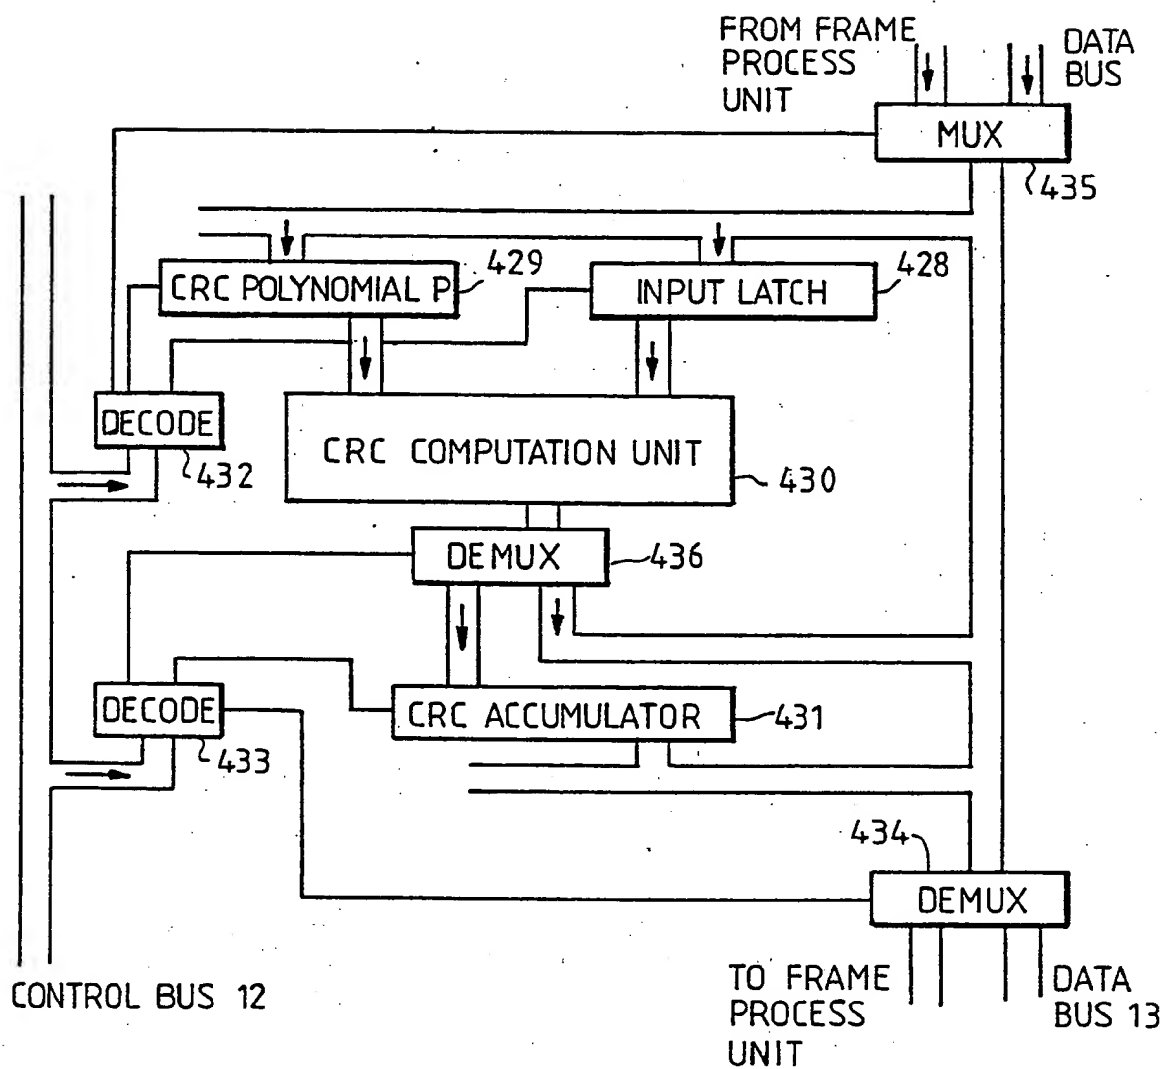 FROM FRAME
PROCESS
UNIT
DATA
BUS
MUX
435
CRC POLYNOMIAL P
429
INPUT LATCH
428
DECODE
432
CRC COMPUTATION UNIT
430
DEMUX
436
DECODE
433
CRC ACCUMULATOR
431
434
DEMUX
CONTROL BUS 12
TO FRAME
PROCESS
UNIT
DATA
BUS 13